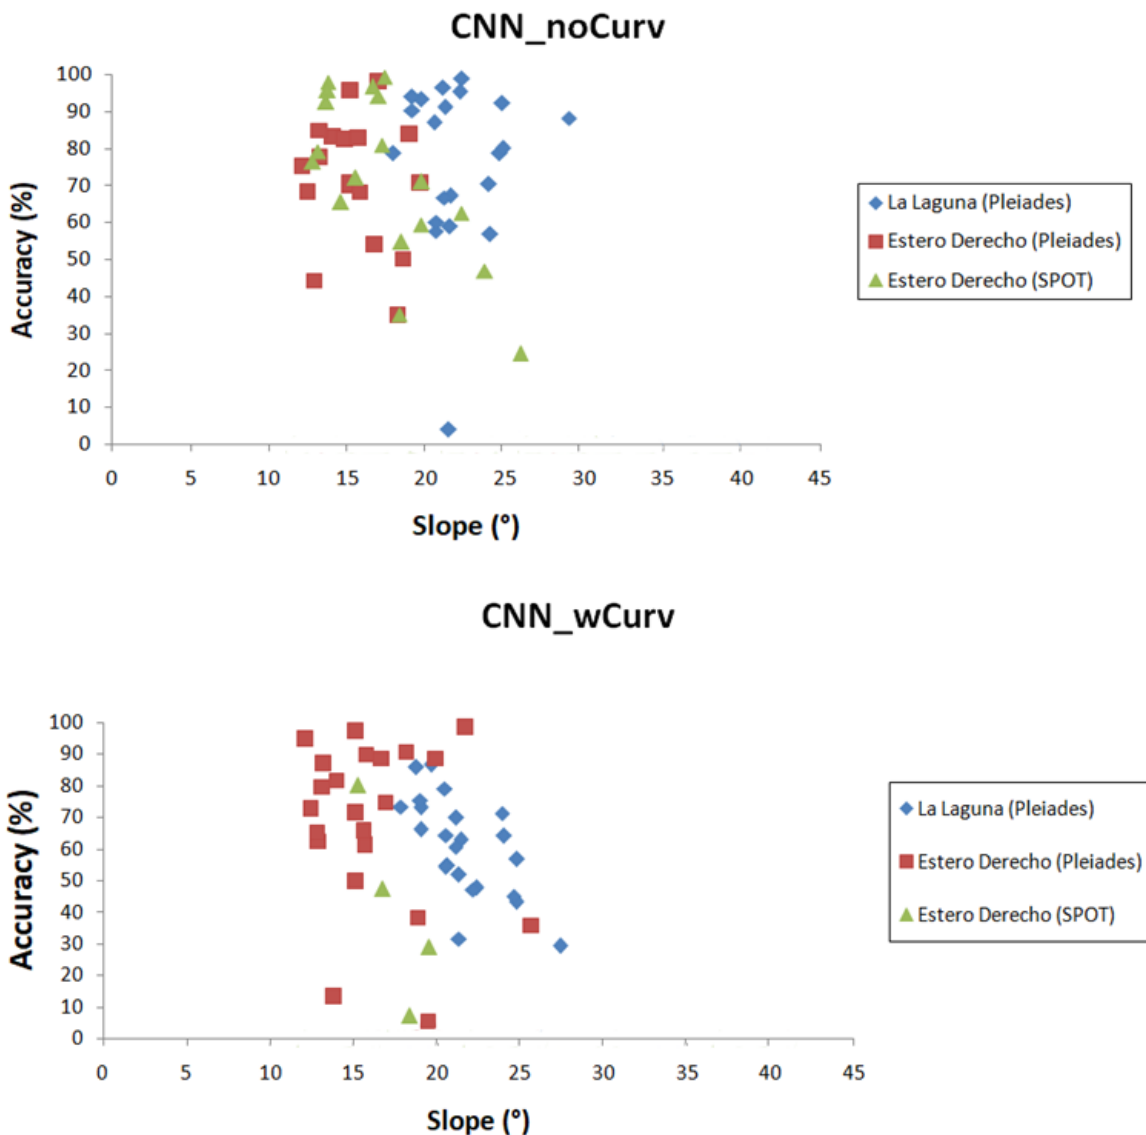 CNN_noCurv
100
90
80
70
60
50
40
30
20
10
0
Accuracy (%)
0 5 10 15 20 25 30 35 40 45
Slope (°)
La Laguna (Pleiades)
Estero Derecho (Pleiades)
Estero Derecho (SPOT)
CNN_wCurv
100
90
80
70
60
50
40
30
20
10
0
Accuracy (%)
0 5 10 15 20 25 30 35 40 45
Slope (°)
La Laguna (Pleiades)
Estero Derecho (Pleiades)
Estero Derecho (SPOT)